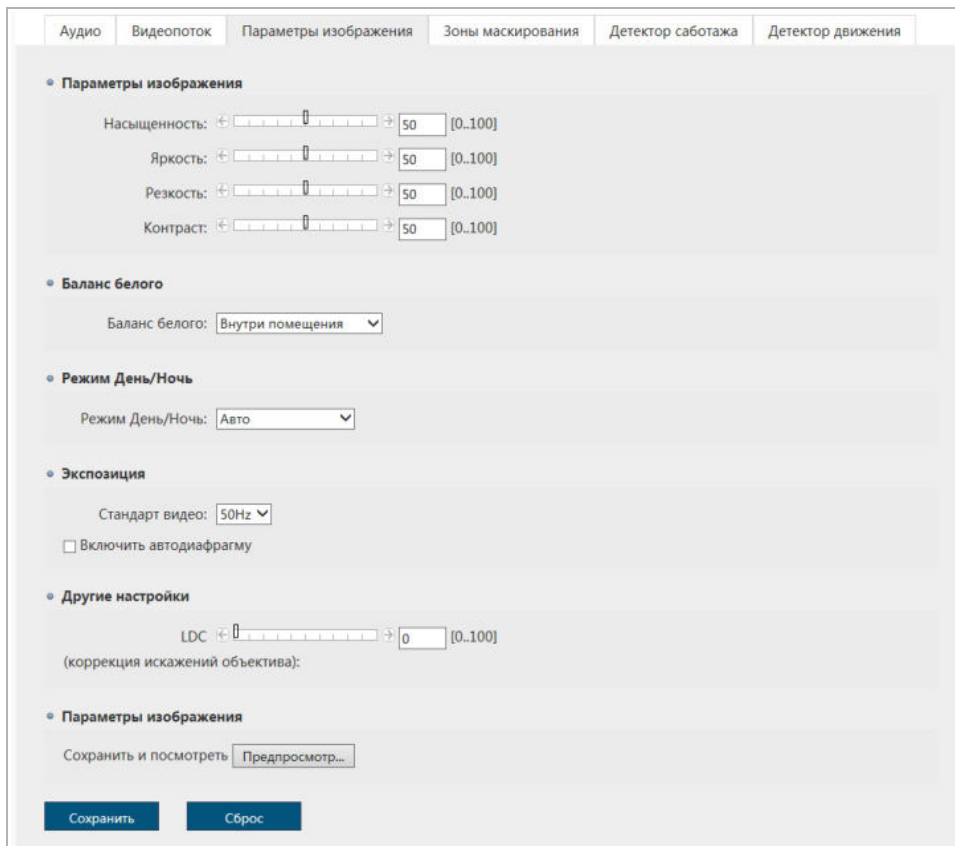 Аудио Видеопоток Параметры изображения Зоны маскирования Детектор саботажа Детектор движения
Параметры изображения
Насыщенность: 50 [0..100]
Яркость: 50 [0..100]
Резкость: 50 [0..100]
Контраст: 50 [0..100]
Баланс белого
Баланс белого: Внутри помещения
Режим День/Ночь
Режим День/Ночь: Авто
Экспозиция
Стандарт видео: 50Hz
Включить автодиафрагму
Другие настройки
LDC 0 [0..100]
(коррекция искажений объектива):
Параметры изображения
Сохранить и посмотреть Предпросмотр...
Сохранить Сброс